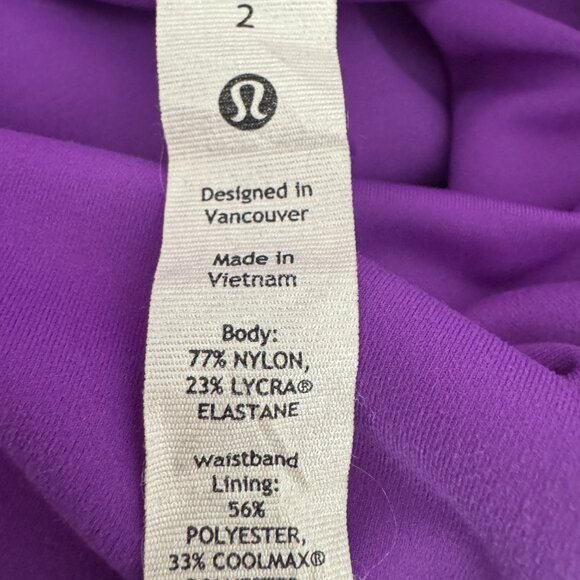 2
Designed in
Vancouver
Made in
Vietnam
Body:
77% NYLON,
23% LYCRA®
ELASTANE
Waistband
Lining:
56%
POLYESTER,
33% COOLMAX®